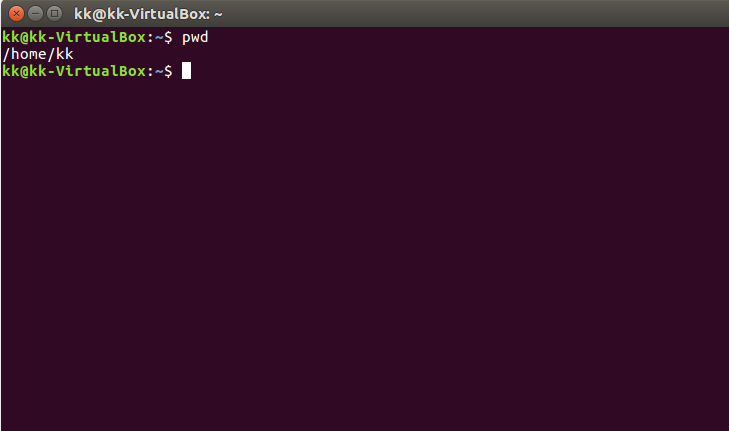 kk@kk-VirtualBox: ~
kk@kk-VirtualBox:~$ pwd
/home/kk
kk@kk-VirtualBox:~$